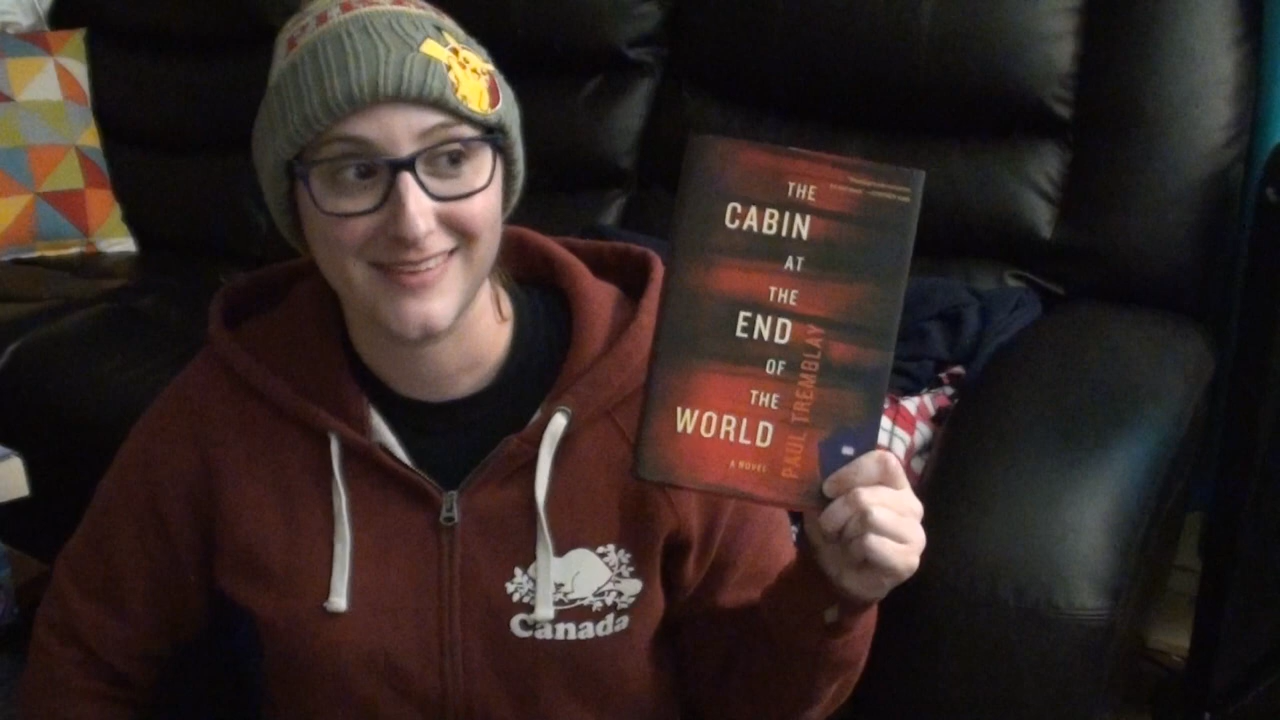 THE
CABIN
AT
THE
END
OF
THE
WORLD
A NOVEL
PAUL TREMBLAY
Canada